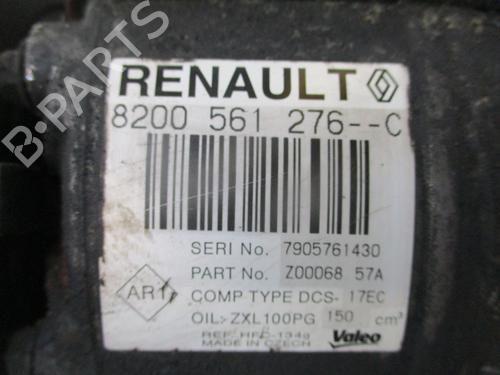 B-PARTS
RENAULT
8200 561 276--C
SERI No. 7905761430
PART No. Z00068 57A
AR1
COMP TYPE DCS- 17EC
OIL> ZXL100PG 150 cm³
REF. HFC-134a
MADE IN CZECH
Valeo